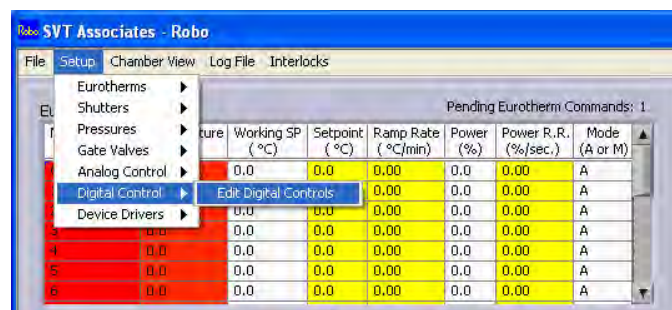 Robo SVT Associates - Robo
File Setup Chamber View Log File Interlocks
Eurotherms
Shutters
Pressures
Gate Valves
Analog Control
Digital Control
Device Drivers
Edit Digital Controls
Pending Eurotherm Commands: 1
ture Working SP (°C) Setpoint (°C) Ramp Rate (°C/min) Power (%) Power R.R. (%/sec.) Mode (A or M)
0.0 0.0 0.00 0.0 0.00 A
0.00 0.0 0.00 A
0.0 0.0 0.0 0.00 0.0 0.00 A
0.0 0.0 0.0 0.00 0.0 0.00 A
4 0.0 0.0 0.0 0.00 0.0 0.00 A
5 0.0 0.0 0.0 0.00 0.0 0.00 A
6 0.0 0.0 0.0 0.00 0.0 0.00 A